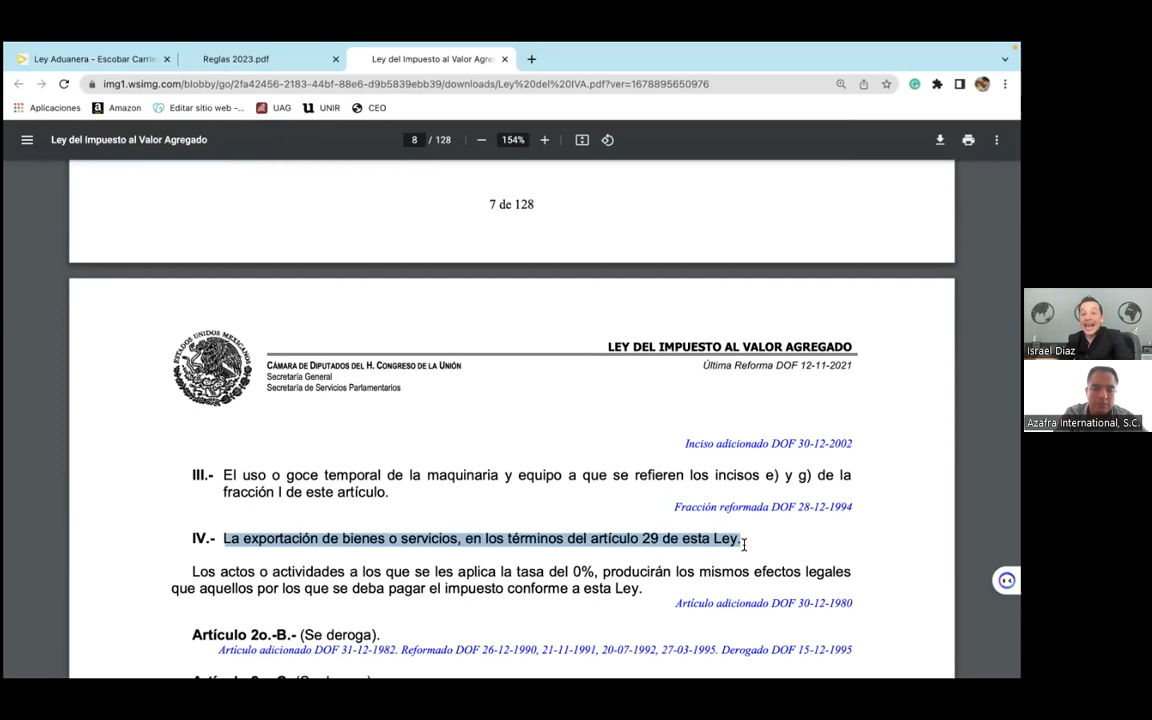 Ley Aduanera - Escobar Carrie
Reglas 2023.pdf
Ley del Impuesto al Valor Agre
img1.wsimg.com/blobby/go/2fa42456-2183-44bf-88e6-d9b5839ebb39/downloads/Ley%20del%20IVA.pdf?ver=1678895650976
Aplicaciones
Amazon
Editar sitio web -...
UAG
UNIR
CEO
Ley del Impuesto al Valor Agregado
8 / 128
154%
7 de 128
ESTADOS UNIDOS MEXICANOS
LEY DEL IMPUESTO AL VALOR AGREGADO
CÁMARA DE DIPUTADOS DEL H. CONGRESO DE LA UNIÓN
Última Reforma DOF 12-11-2021
Secretaría General
Secretaría de Servicios Parlamentarios
Inciso adicionado DOF 30-12-2002
III.- El uso o goce temporal de la maquinaria y equipo a que se refieren los incisos e) y g) de la
fracción I de este artículo.
Fracción reformada DOF 28-12-1994
IV.- La exportación de bienes o servicios, en los términos del artículo 29 de esta Ley.
Los actos o actividades a los que se les aplica la tasa del 0%, producirán los mismos efectos legales
que aquellos por los que se deba pagar el impuesto conforme a esta Ley.
Artículo adicionado DOF 30-12-1980
Artículo 2o.-B.- (Se deroga).
Artículo adicionado DOF 31-12-1982. Reformado DOF 26-12-1990, 21-11-1991, 20-07-1992, 27-03-1995. Derogado DOF 15-12-1995
Israel Diaz
Azafra International, S.C.